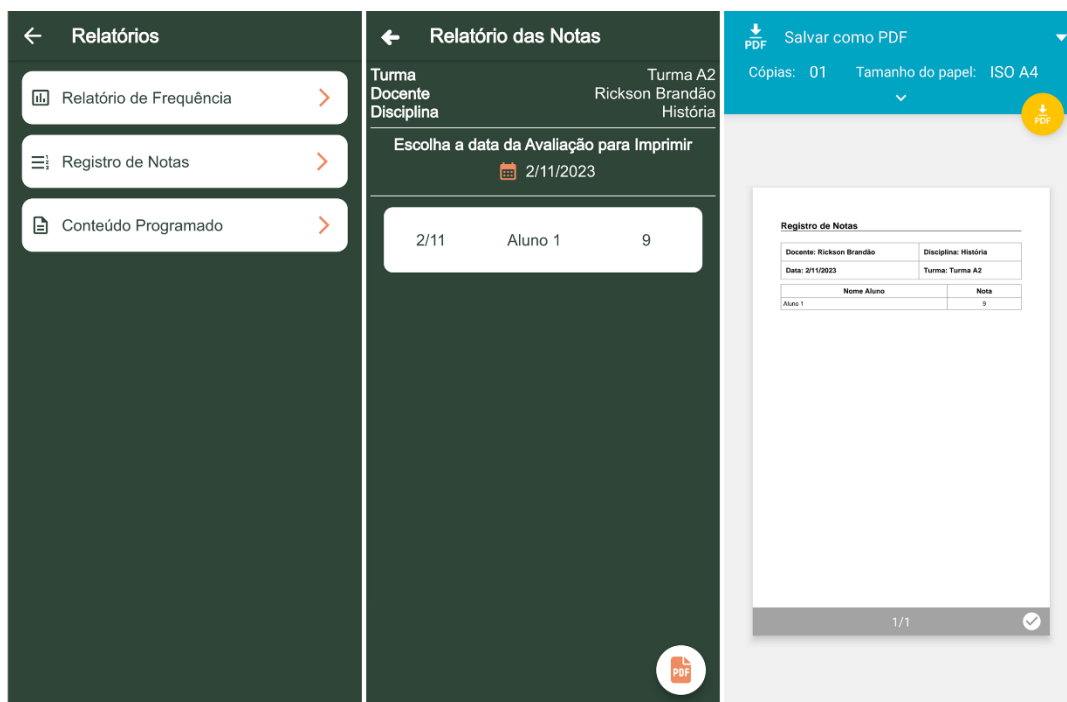 Relatórios
Relatório de Frequência
Registro de Notas
Conteúdo Programado
Relatório das Notas
Turma Turma A2
Docente Rickson Brandão
Disciplina História
Escolha a data da Avaliação para Imprimir
2/11/2023
2/11 Aluno 1 9
PDF
PDF Salvar como PDF
Cópias: 01 Tamanho do papel: ISO A4
PDF
Registro de Notas
Docente: Rickson Brandão Disciplina: História
Data: 2/11/2023 Turma: Turma A2
Nome Aluno Nota
Aluno 1 9
1/1